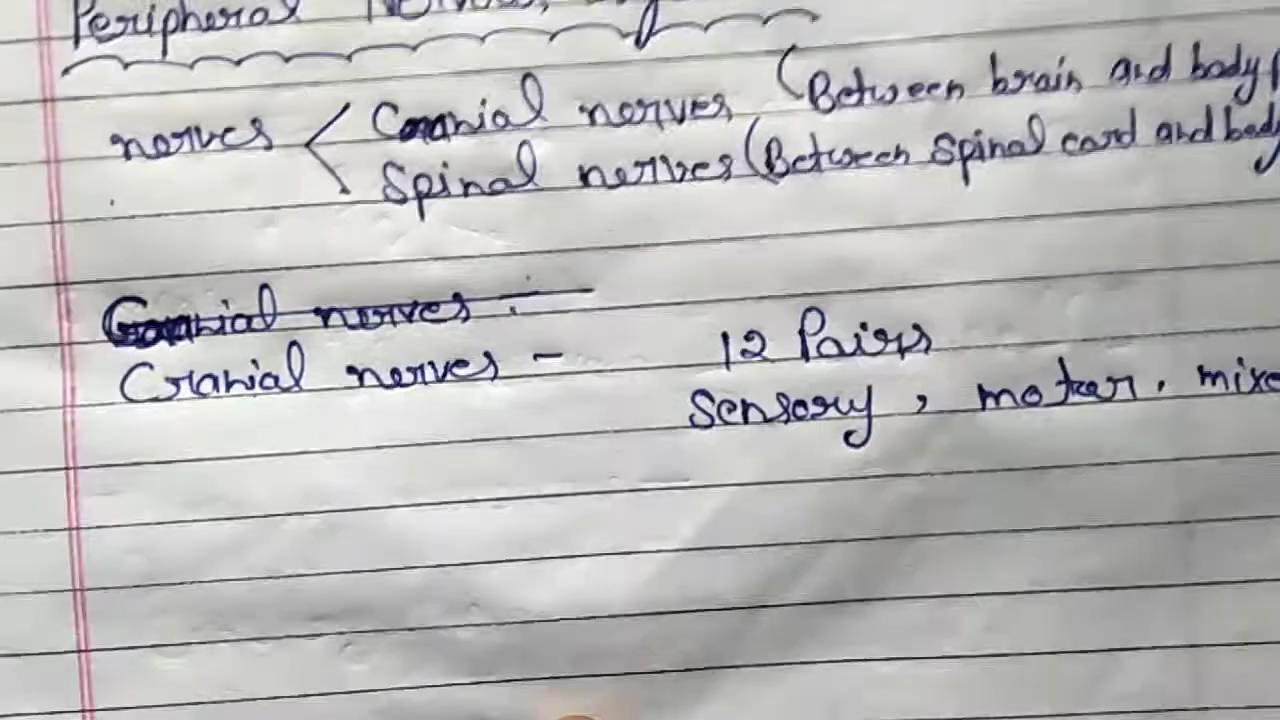 Peripheral
nerves < Cranial nerves (Between brain and body
Spinal nerves (Between Spinal cord and body
Cranial nerves :-
Cranial nerves - 12 Pairs
Sensory, motor, mixe